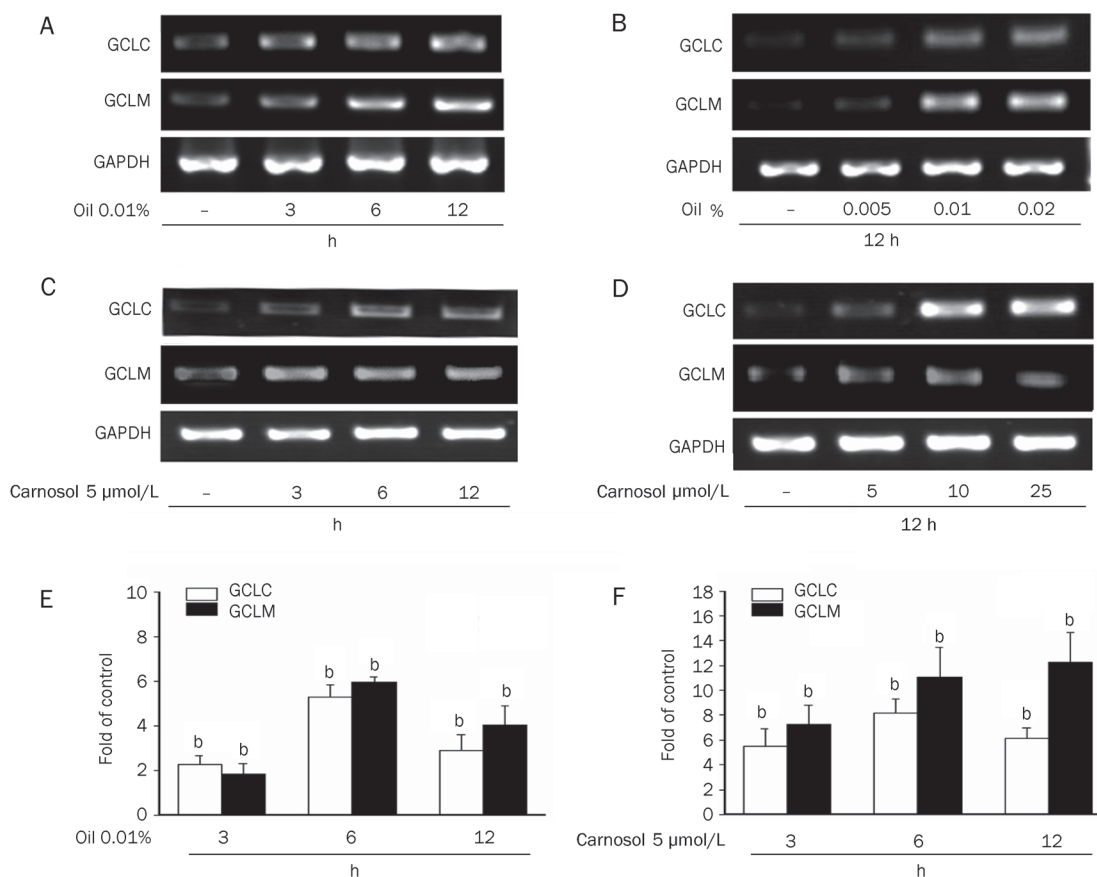 A
GCLC
GCLM
GAPDH
Oil 0.01% – 3 6 12
h
B
GCLC
GCLM
GAPDH
Oil % – 0.005 0.01 0.02
12 h
C
GCLC
GCLM
GAPDH
Carnosol 5 μmol/L – 3 6 12
h
D
GCLC
GCLM
GAPDH
Carnosol μmol/L – 5 10 25
12 h
E
GCLC
GCLM
Fold of control
10
8
6
4
2
0
b b b b b b
Oil 0.01% 3 6 12
h
F
GCLC
GCLM
Fold of control
18
16
14
12
10
8
6
4
2
0
b b b b b b
Carnosol 5 μmol/L 3 6 12
h